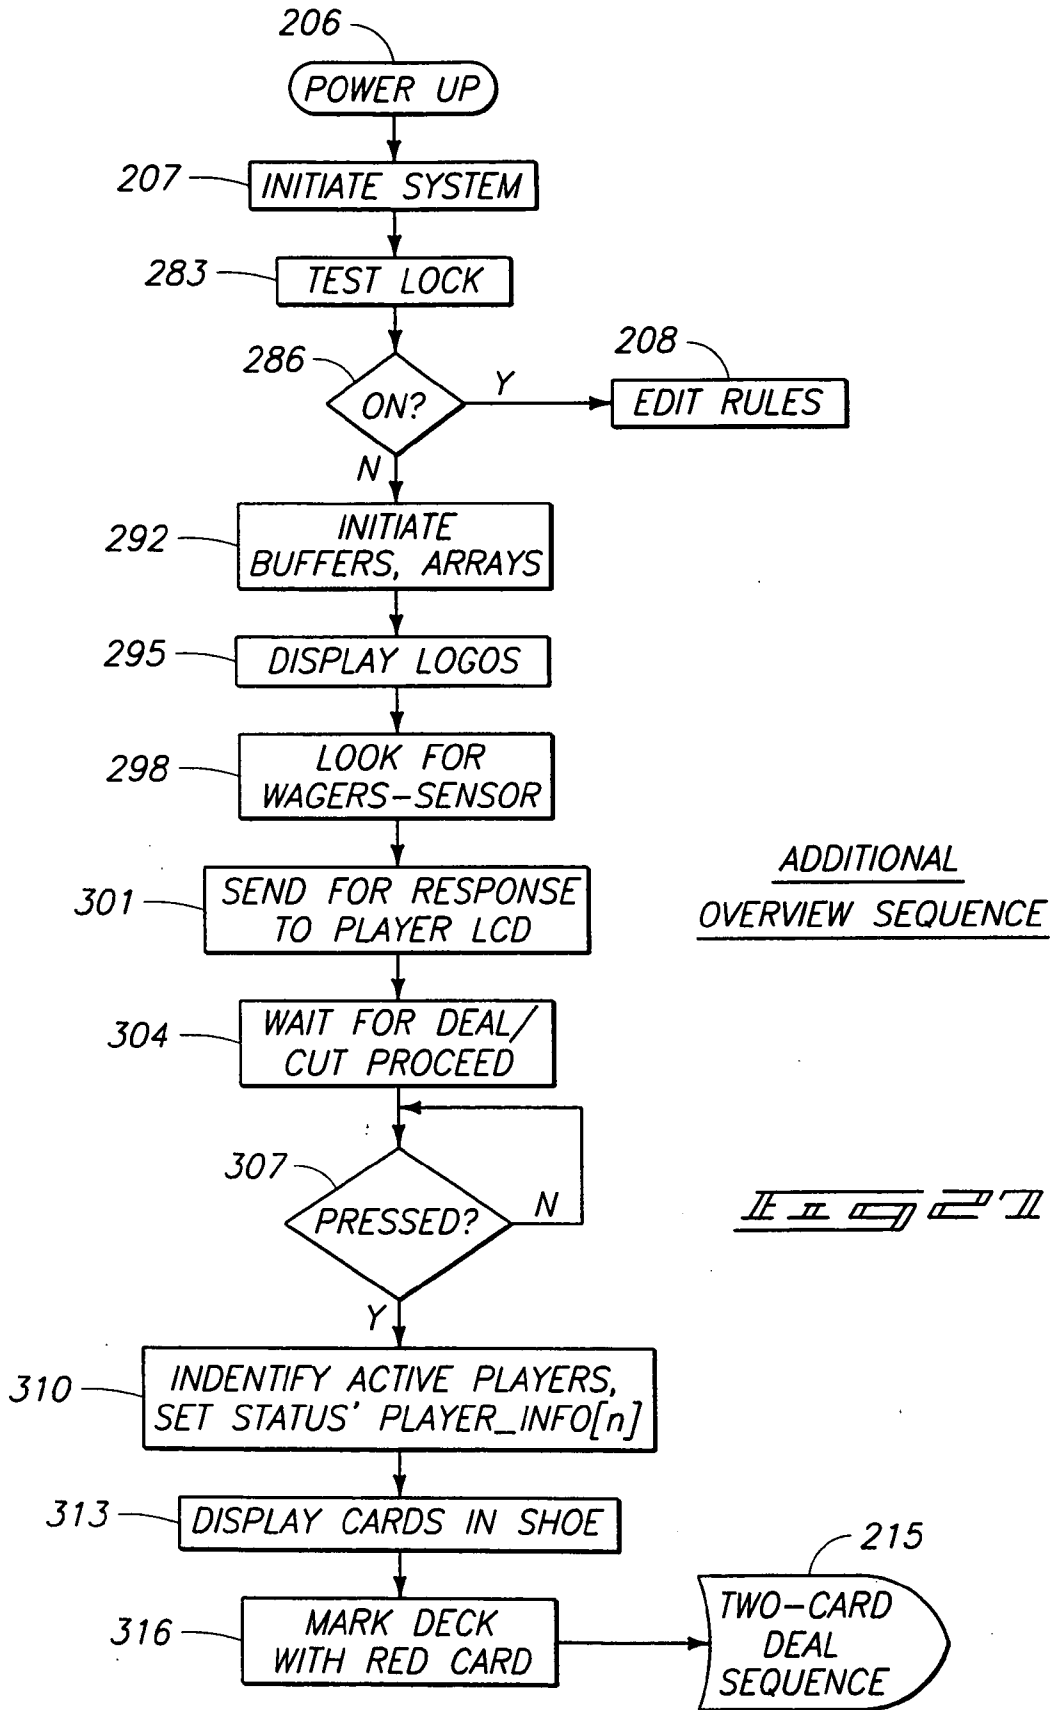 206
POWER UP
207
INITIATE SYSTEM
283
TEST LOCK
286
ON?
Y
208
EDIT RULES
N
292
INITIATE
BUFFERS, ARRAYS
295
DISPLAY LOGOS
298
LOOK FOR
WAGERS-SENSOR
301
SEND FOR RESPONSE
TO PLAYER LCD
ADDITIONAL
OVERVIEW SEQUENCE
304
WAIT FOR DEAL/
CUT PROCEED
307
PRESSED?
N
FIG 27
Y
310
INDENTIFY ACTIVE PLAYERS,
SET STATUS' PLAYER_INFO[n]
313
DISPLAY CARDS IN SHOE
316
MARK DECK
WITH RED CARD
215
TWO-CARD
DEAL
SEQUENCE